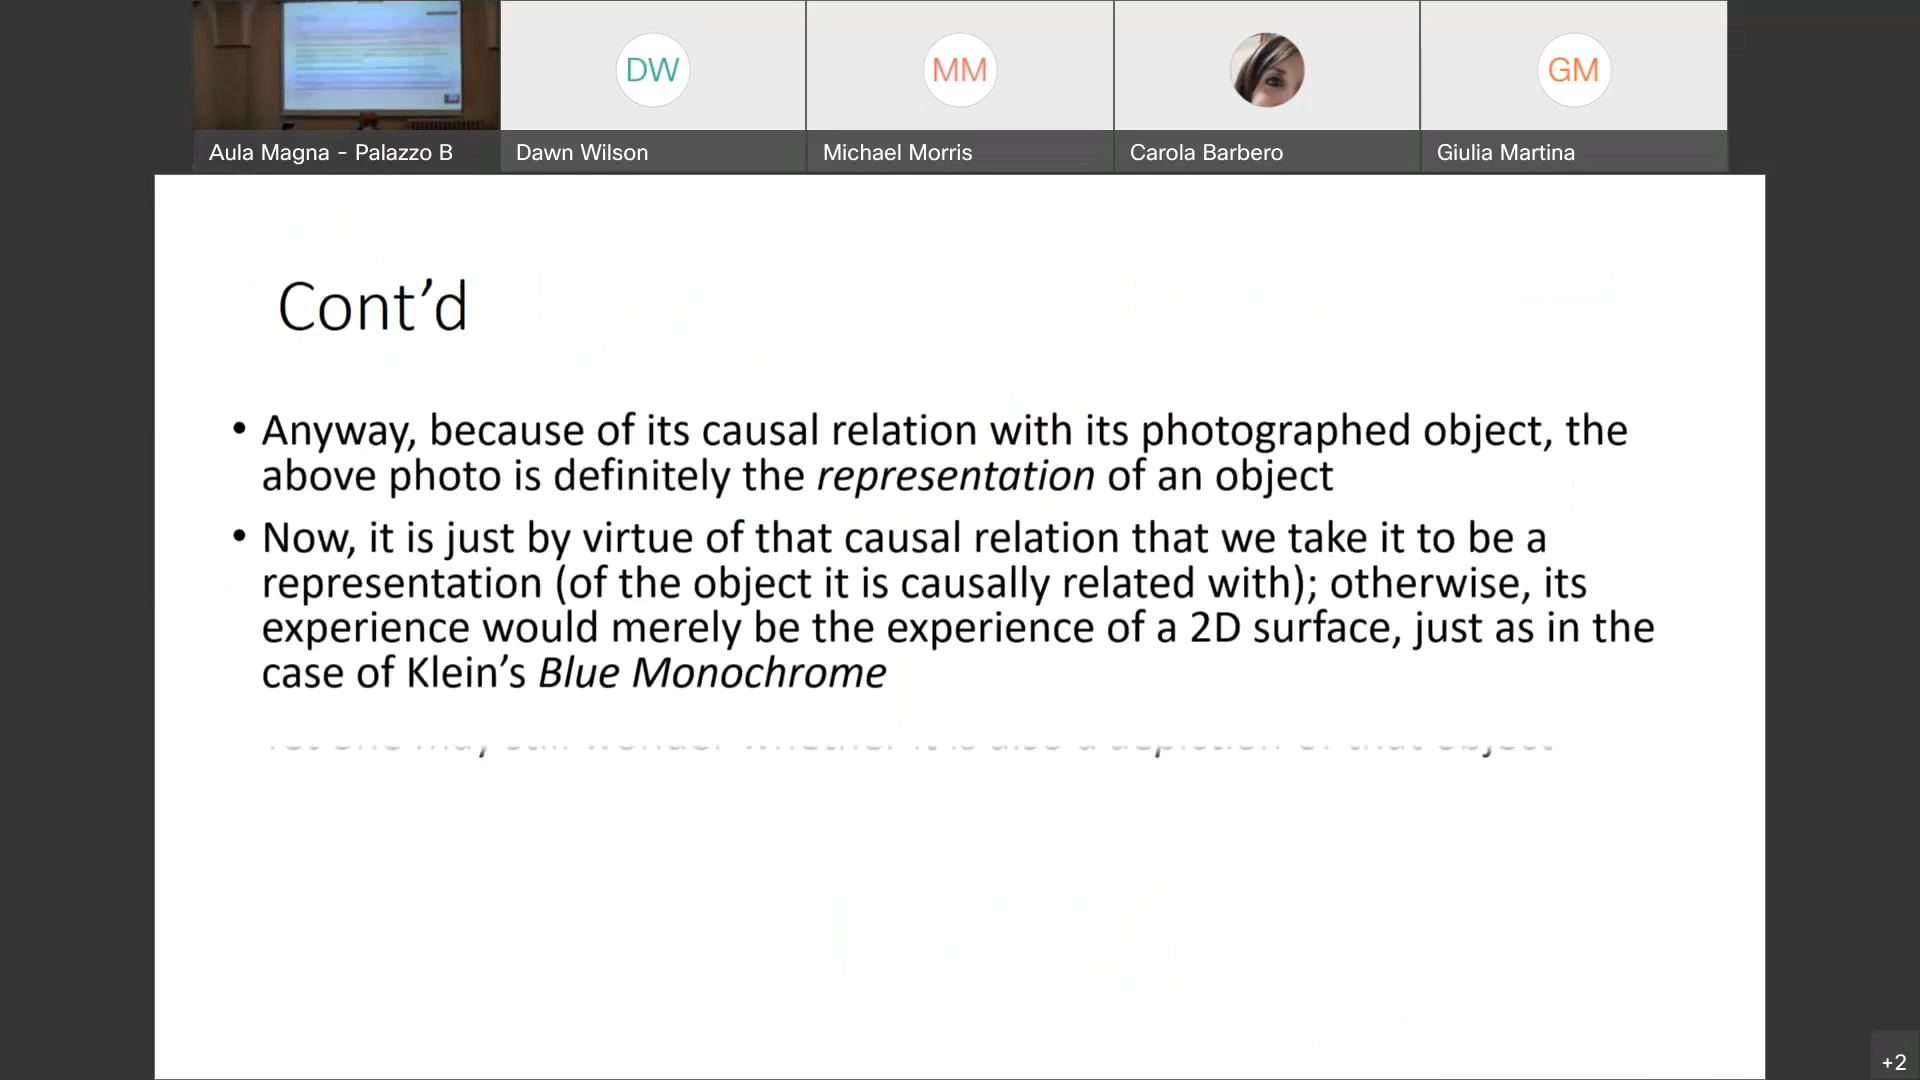 DW
MM
GM
Aula Magna - Palazzo B
Dawn Wilson
Michael Morris
Carola Barbero
Giulia Martina
Cont’d
• Anyway, because of its causal relation with its photographed object, the
above photo is definitely the representation of an object
• Now, it is just by virtue of that causal relation that we take it to be a
representation (of the object it is causally related with); otherwise, its
experience would merely be the experience of a 2D surface, just as in the
case of Klein’s Blue Monochrome
+2